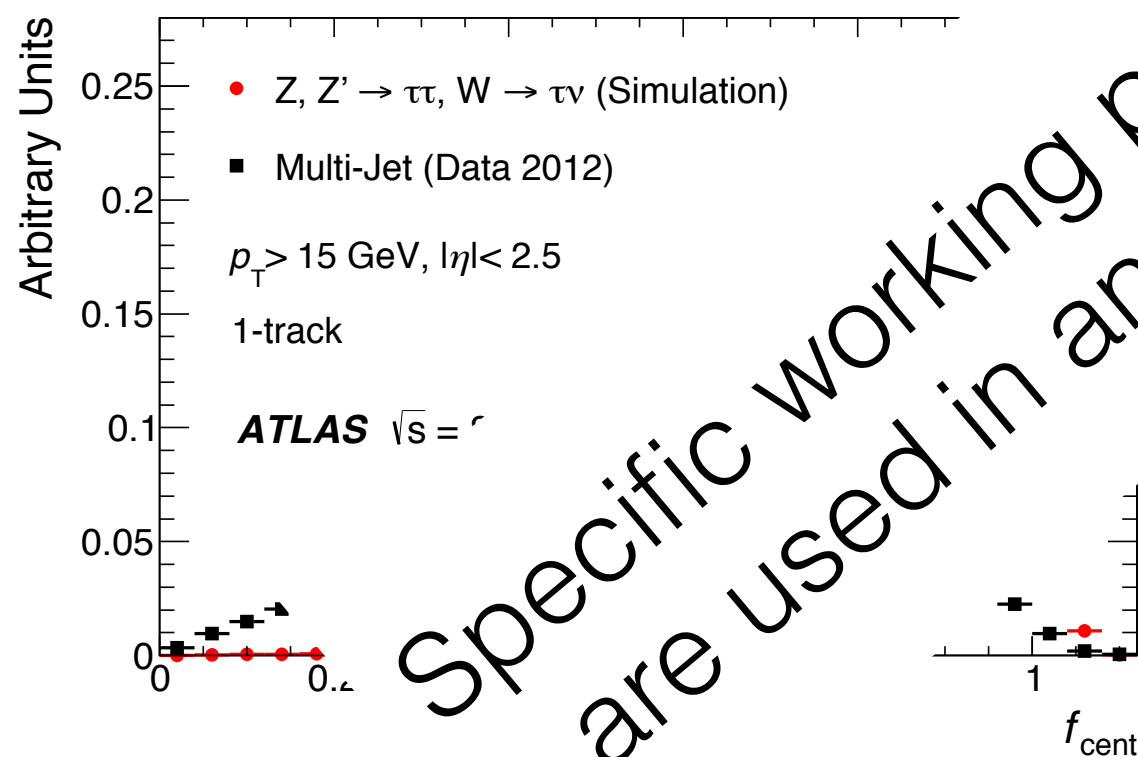 Arbitrary Units
0.25
0.2
0.15
0.1
0.05
0
Z, Z’ → ττ, W → τν (Simulation)
Multi-Jet (Data 2012)
p_T > 15 GeV, |η|< 2.5
1-track
ATLAS √s =
Specific working
are used in
0
1
f_cent